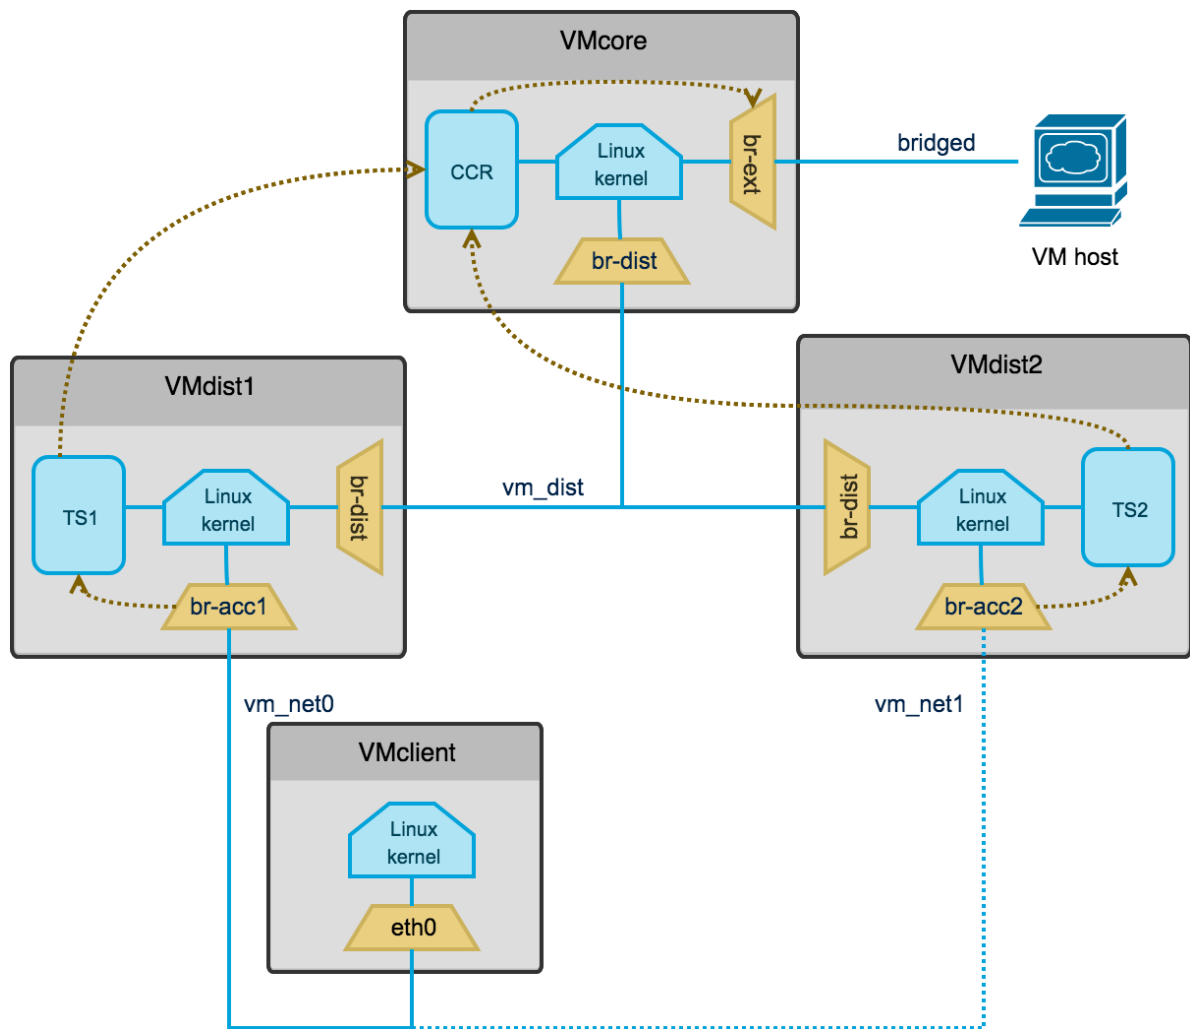 VMcore
CCR
Linux
kernel
br-ext
br-dist
bridged
VM host
VMdist1
TS1
Linux
kernel
br-dist
br-acc1
vm_dist
VMdist2
br-dist
Linux
kernel
TS2
br-acc2
vm_net0
vm_net1
VMclient
Linux
kernel
eth0